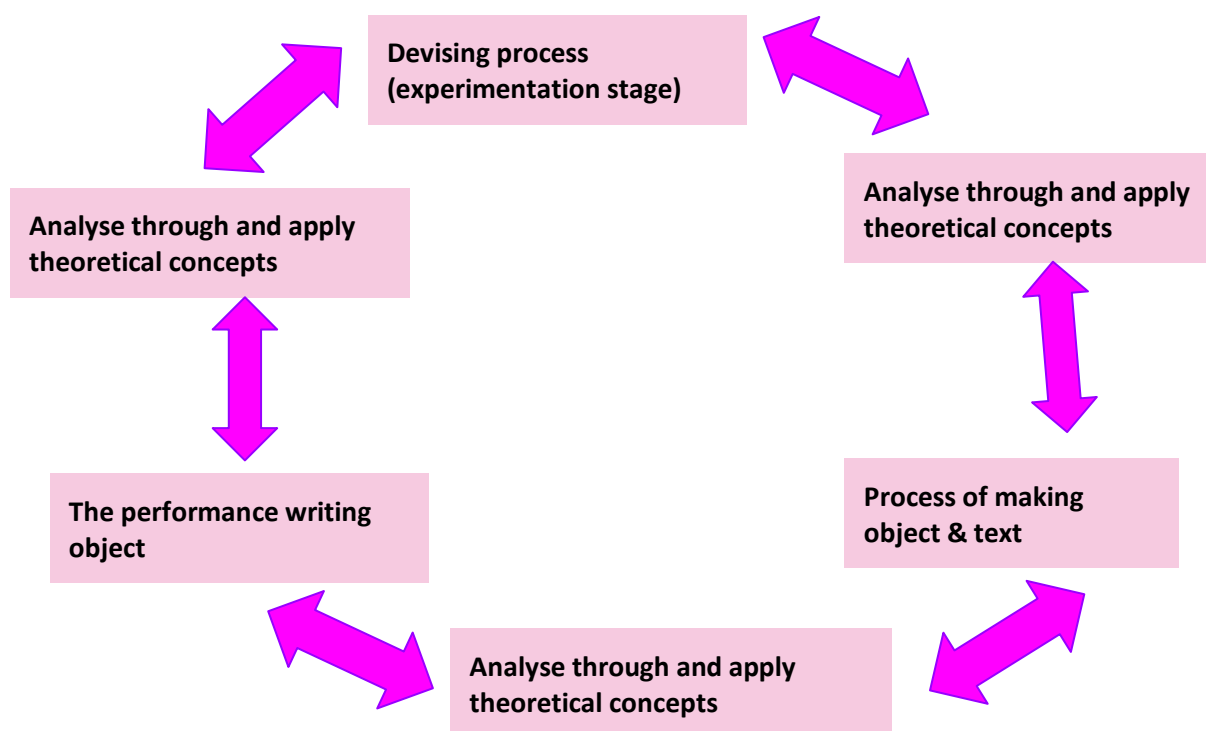 Devising process
(experimentation stage)
Analyse through and apply
theoretical concepts
Analyse through and apply
theoretical concepts
The performance writing
object
Process of making
object & text
Analyse through and apply
theoretical concepts